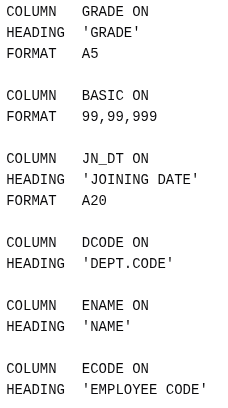 COLUMN GRADE ON
HEADING 'GRADE'
FORMAT A5
COLUMN BASIC ON
FORMAT 99,99,999
COLUMN JN_DT ON
HEADING 'JOINING DATE'
FORMAT A20
COLUMN DCODE ON
HEADING 'DEPT.CODE'
COLUMN ENAME ON
HEADING 'NAME'
COLUMN ECODE ON
HEADING 'EMPLOYEE CODE'